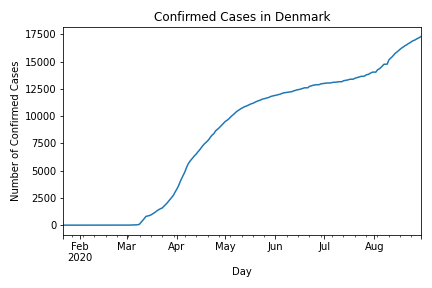 Confirmed Cases in Denmark
Number of Confirmed Cases
17500
15000
12500
10000
7500
5000
2500
0
Feb Mar Apr May Jun Jul Aug
2020
Day